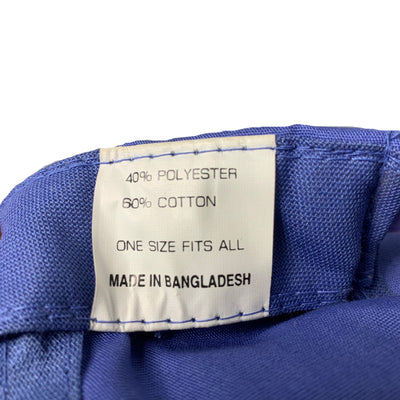 40% POLYESTER
60% COTTON
ONE SIZE FITS ALL
MADE IN BANGLADESH